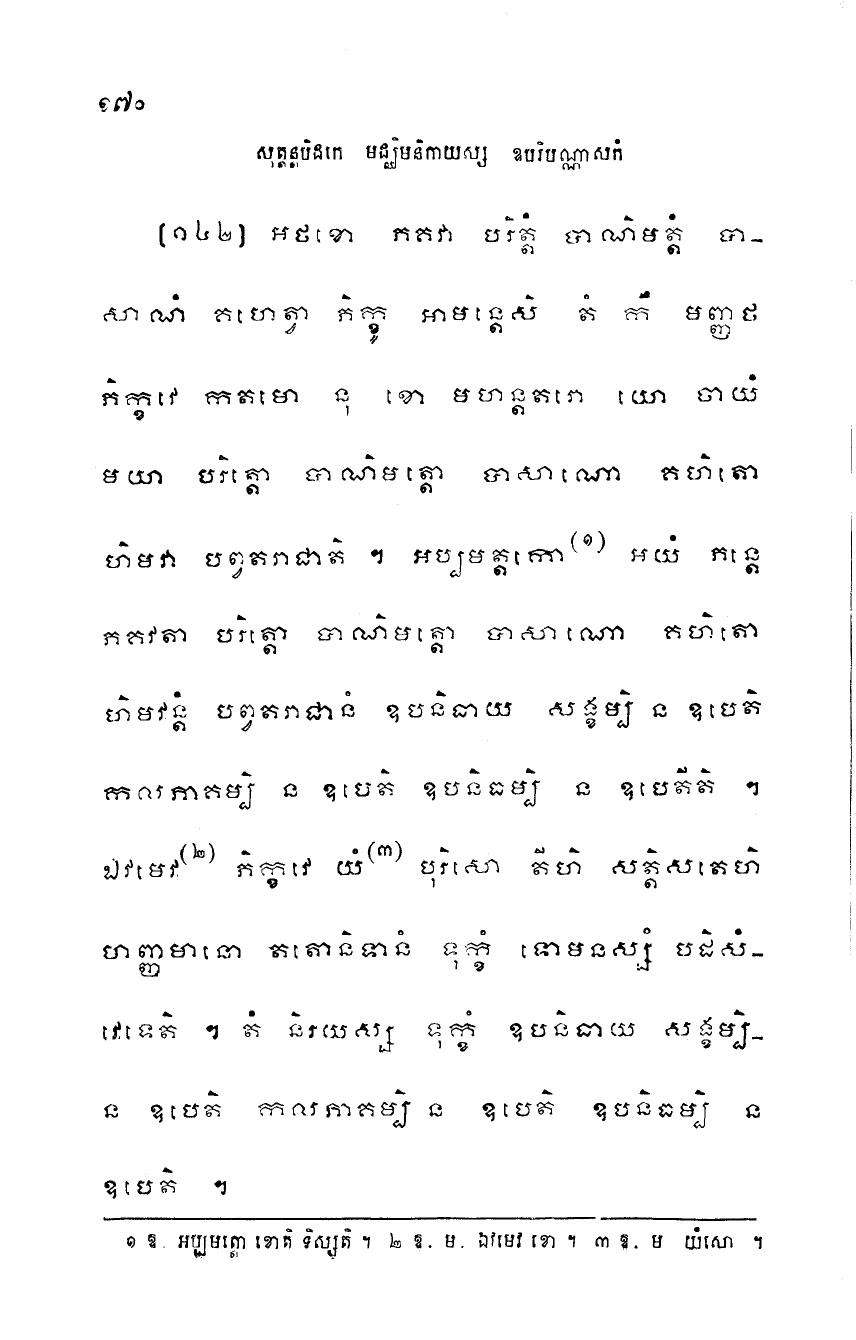 ១៧០
សុត្តន្តបិដកេ មជ្ឈិមនិកាយស្ស ឧបរិបណ្ណាសកំ
[១៤២] អថខោ ភគវា បរិត្តំ បាណិមត្តំ បា-
សាណំ គហេត្វា ភិក្ខូ អាមន្តេសិ តំ កឹ មញ្ញថ
ភិក្ខវេ កតមោ នុ ខោ មហន្តតរោ យោ ចាយំ
មយា បរិត្តោ បាណិមត្តោ បាសាណោ គហិតោ
ហិមវា បព្វតរាជាតិ ។ អប្បមត្តកោ(១) អយំ ភន្តេ
ភគវតា បរិត្តោ បាណិមត្តោ បាសាណោ គហិតោ
ហិមវន្តំ បព្វតរាជានំ ឧបនិធាយ សង្ខម្បិ ន ឧបេតិ
កាលភាគម្បិ ន ឧបេតិ ឧបនិធម្បិ ន ឧបេតីតិ ។
ឯវមេវ(២) ភិក្ខវេ យំ(៣) បុរិសោ តីហិ សត្តិសតេហិ
ហញ្ញមានោ តតោនិទានំ ទុក្ខំ ទោមនស្សំ បដិសំ-
វេទេតិ ។ តំ និរយស្ស ទុក្ខំ ឧបនិធាយ សង្ខម្បិ-
ន ឧបេតិ កាលភាគម្បិ ន ឧបេតិ ឧបនិធម្បិ ន
ឧបេតិ ។
១ ឱ. អប្បមត្តោ ខោតិ ទិស្សតិ ។ ២ ឱ. ម. ឯវមេវ ខោ ។ ៣ ឱ. ម យំសោ ។